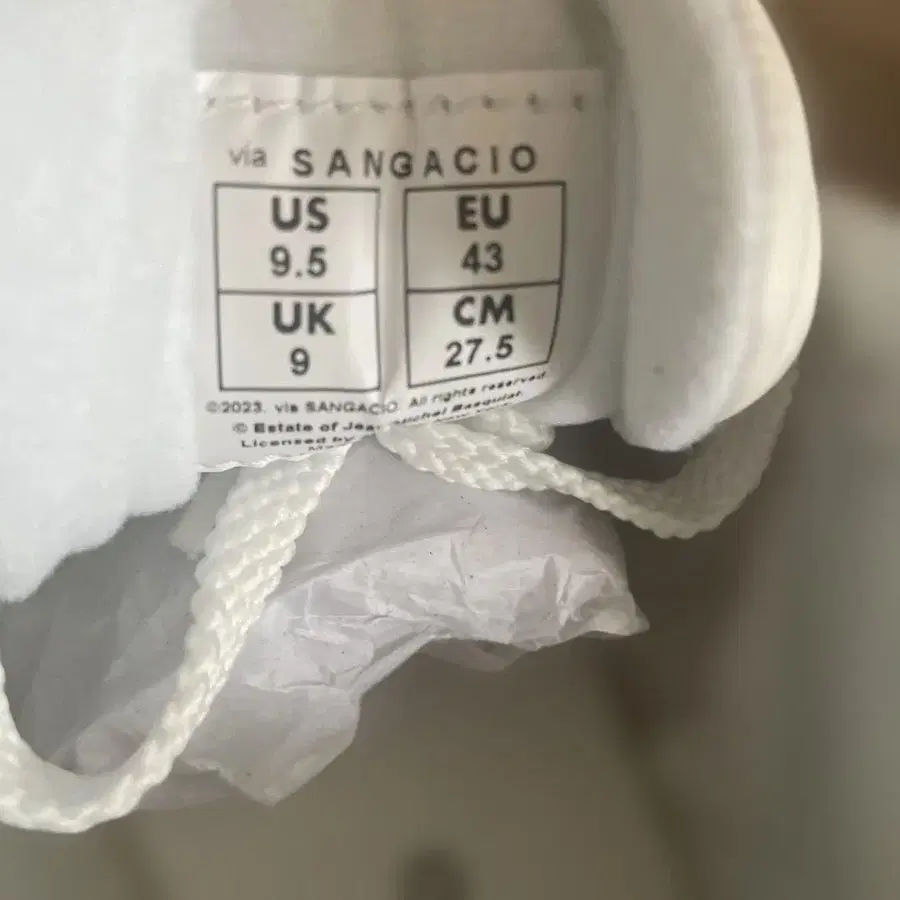 via SANGACIO
US EU
9.5 43
UK CM
9 27.5
©2023. via SANGACIO. All rights reserved.
© Estate of Basquiat.
Licensed by